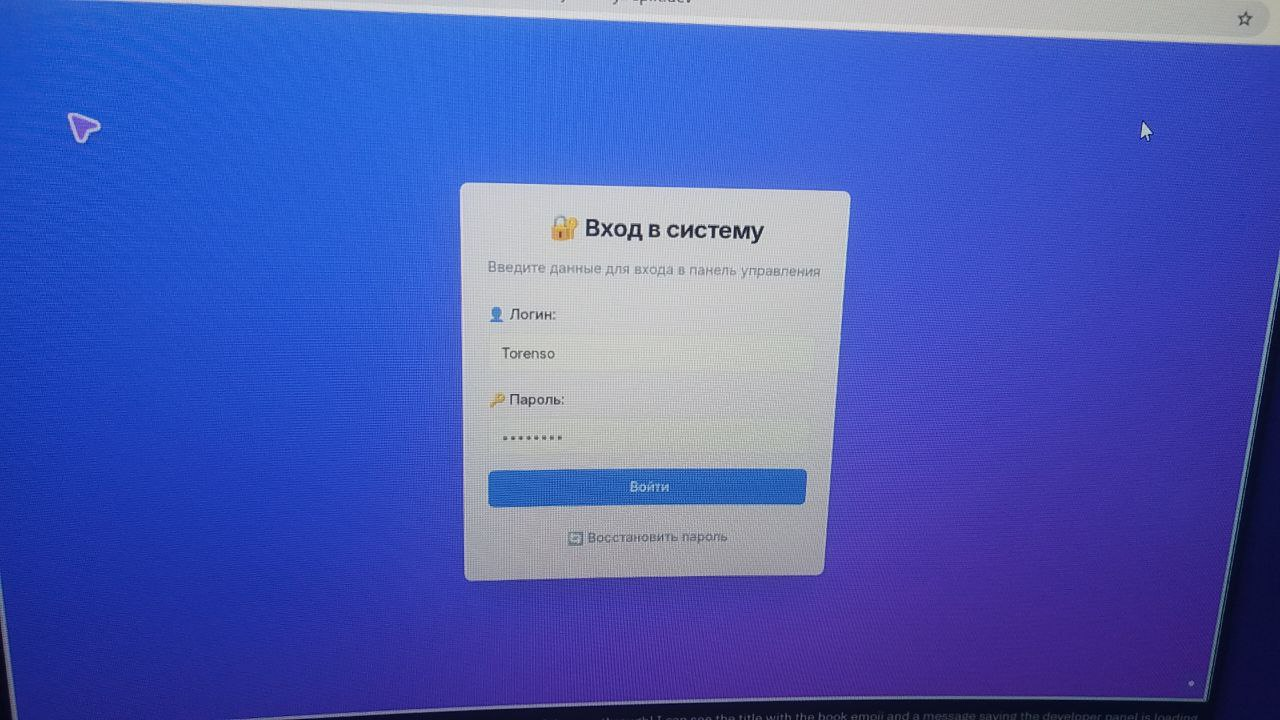 🔐 Вход в систему
Введите данные для входа в панель управления
👤 Логин:
Torenso
🔑 Пароль:
••••••••
Войти
🔄 Восстановить пароль
I can see the title with the book emoji and a message saying the developer panel is loading